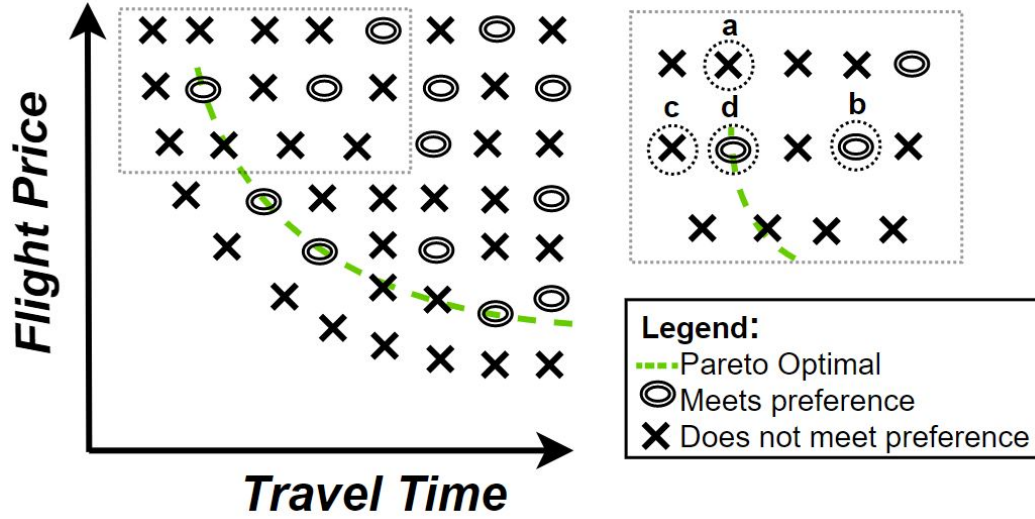 Flight Price
Travel Time
a
c
d
b
Legend:
Pareto Optimal
Meets preference
Does not meet preference